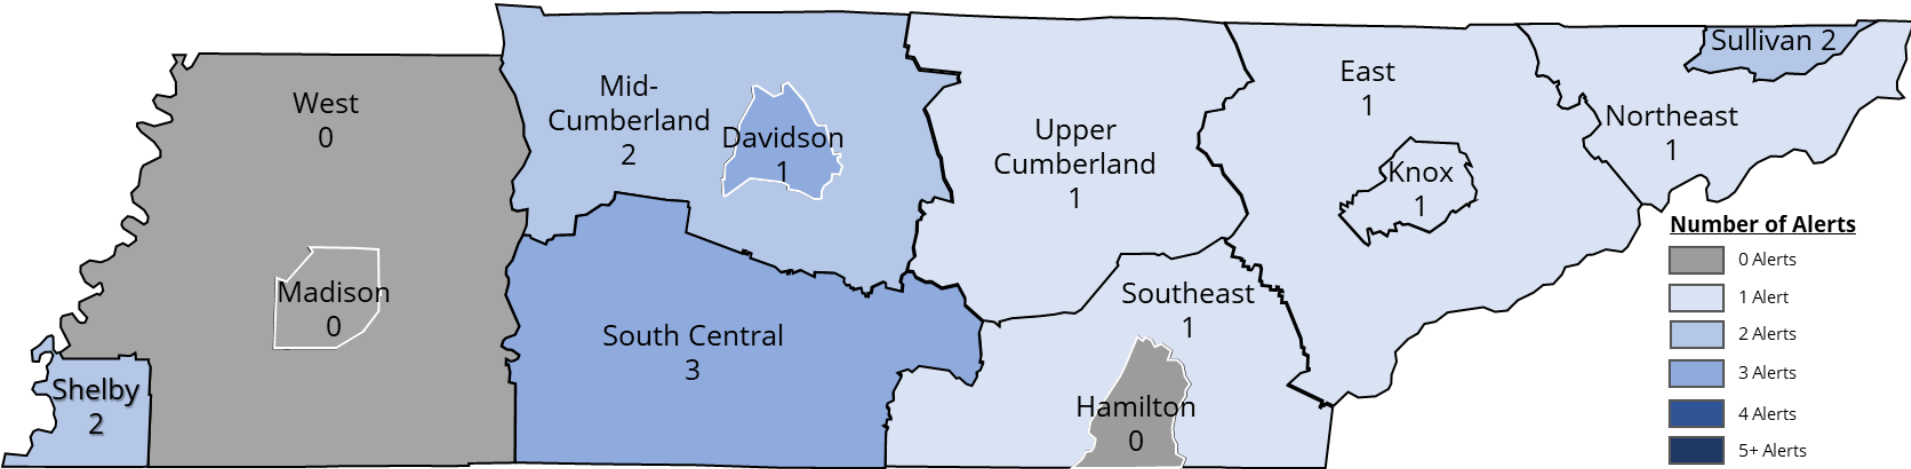 West
0
Madison
0
Shelby
2
Mid-
Cumberland
2
Davidson
1
South Central
3
Upper
Cumberland
1
Southeast
1
Hamilton
0
East
1
Knox
1
Sullivan 2
Northeast
1
Number of Alerts
0 Alerts
1 Alert
2 Alerts
3 Alerts
4 Alerts
5+ Alerts